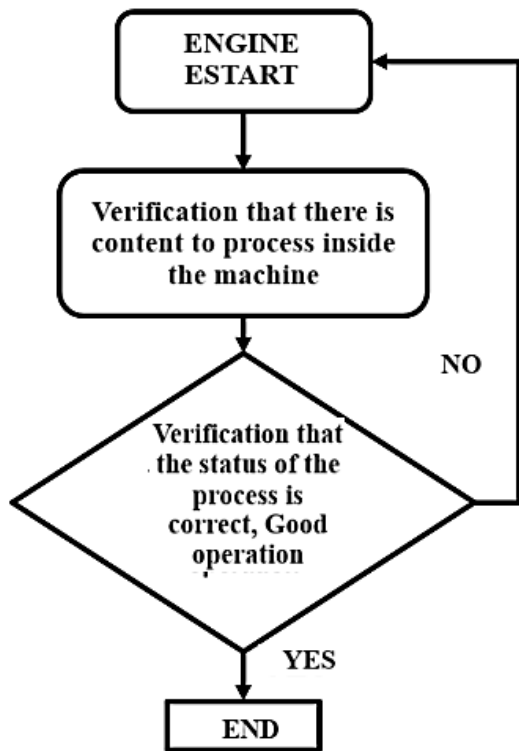 ENGINE
ESTART
Verification that there is
content to process inside
the machine
NO
Verification that
the status of the
process is
correct, Good
operation
YES
END